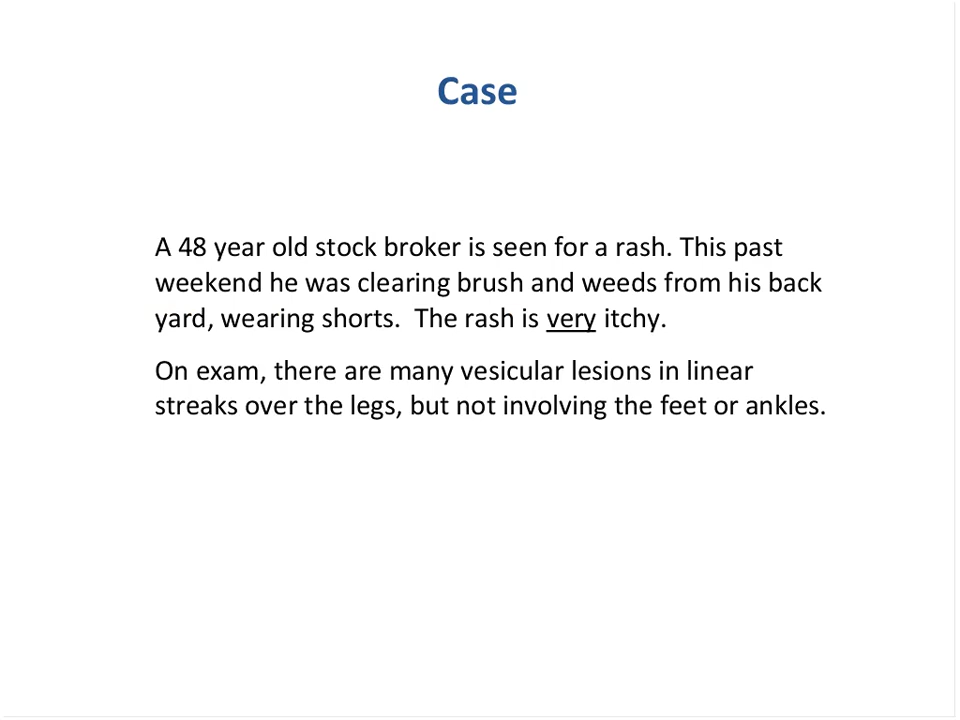 Case
A 48 year old stock broker is seen for a rash. This past
weekend he was clearing brush and weeds from his back
yard, wearing shorts.  The rash is very itchy.
On exam, there are many vesicular lesions in linear
streaks over the legs, but not involving the feet or ankles.